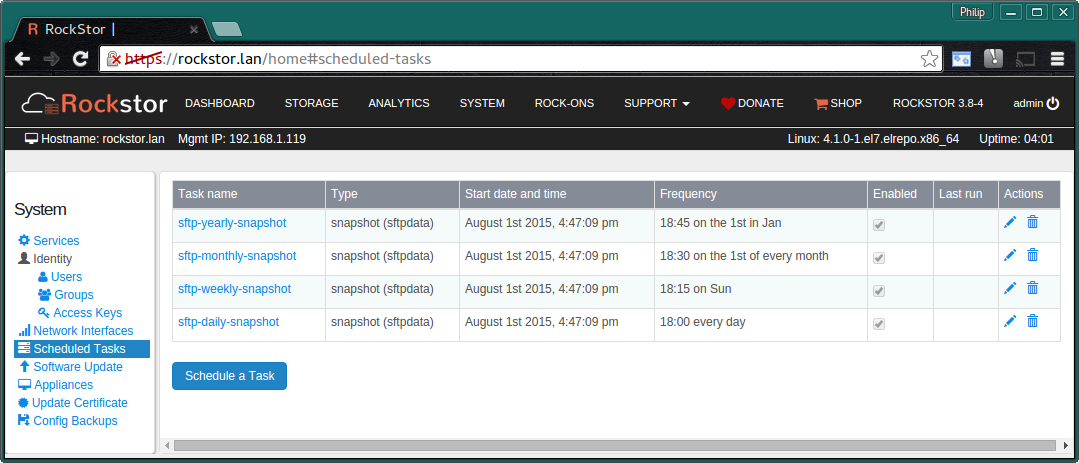 Philip
RockStor |
https://rockstor.lan/home#scheduled-tasks
Rockstor DASHBOARD STORAGE ANALYTICS SYSTEM ROCK-ONS SUPPORT DONATE SHOP ROCKSTOR 3.8-4 admin
Hostname: rockstor.lan Mgmt IP: 192.168.1.119 Linux: 4.1.0-1.el7.elrepo.x86_64 Uptime: 04:01
System
Services
Identity
Users
Groups
Access Keys
Network Interfaces
Scheduled Tasks
Software Update
Appliances
Update Certificate
Config Backups
Task name Type Start date and time Frequency Enabled Last run Actions
sftp-yearly-snapshot snapshot (sftpdata) August 1st 2015, 4:47:09 pm 18:45 on the 1st in Jan
sftp-monthly-snapshot snapshot (sftpdata) August 1st 2015, 4:47:09 pm 18:30 on the 1st of every month
sftp-weekly-snapshot snapshot (sftpdata) August 1st 2015, 4:47:09 pm 18:15 on Sun
sftp-daily-snapshot snapshot (sftpdata) August 1st 2015, 4:47:09 pm 18:00 every day
Schedule a Task